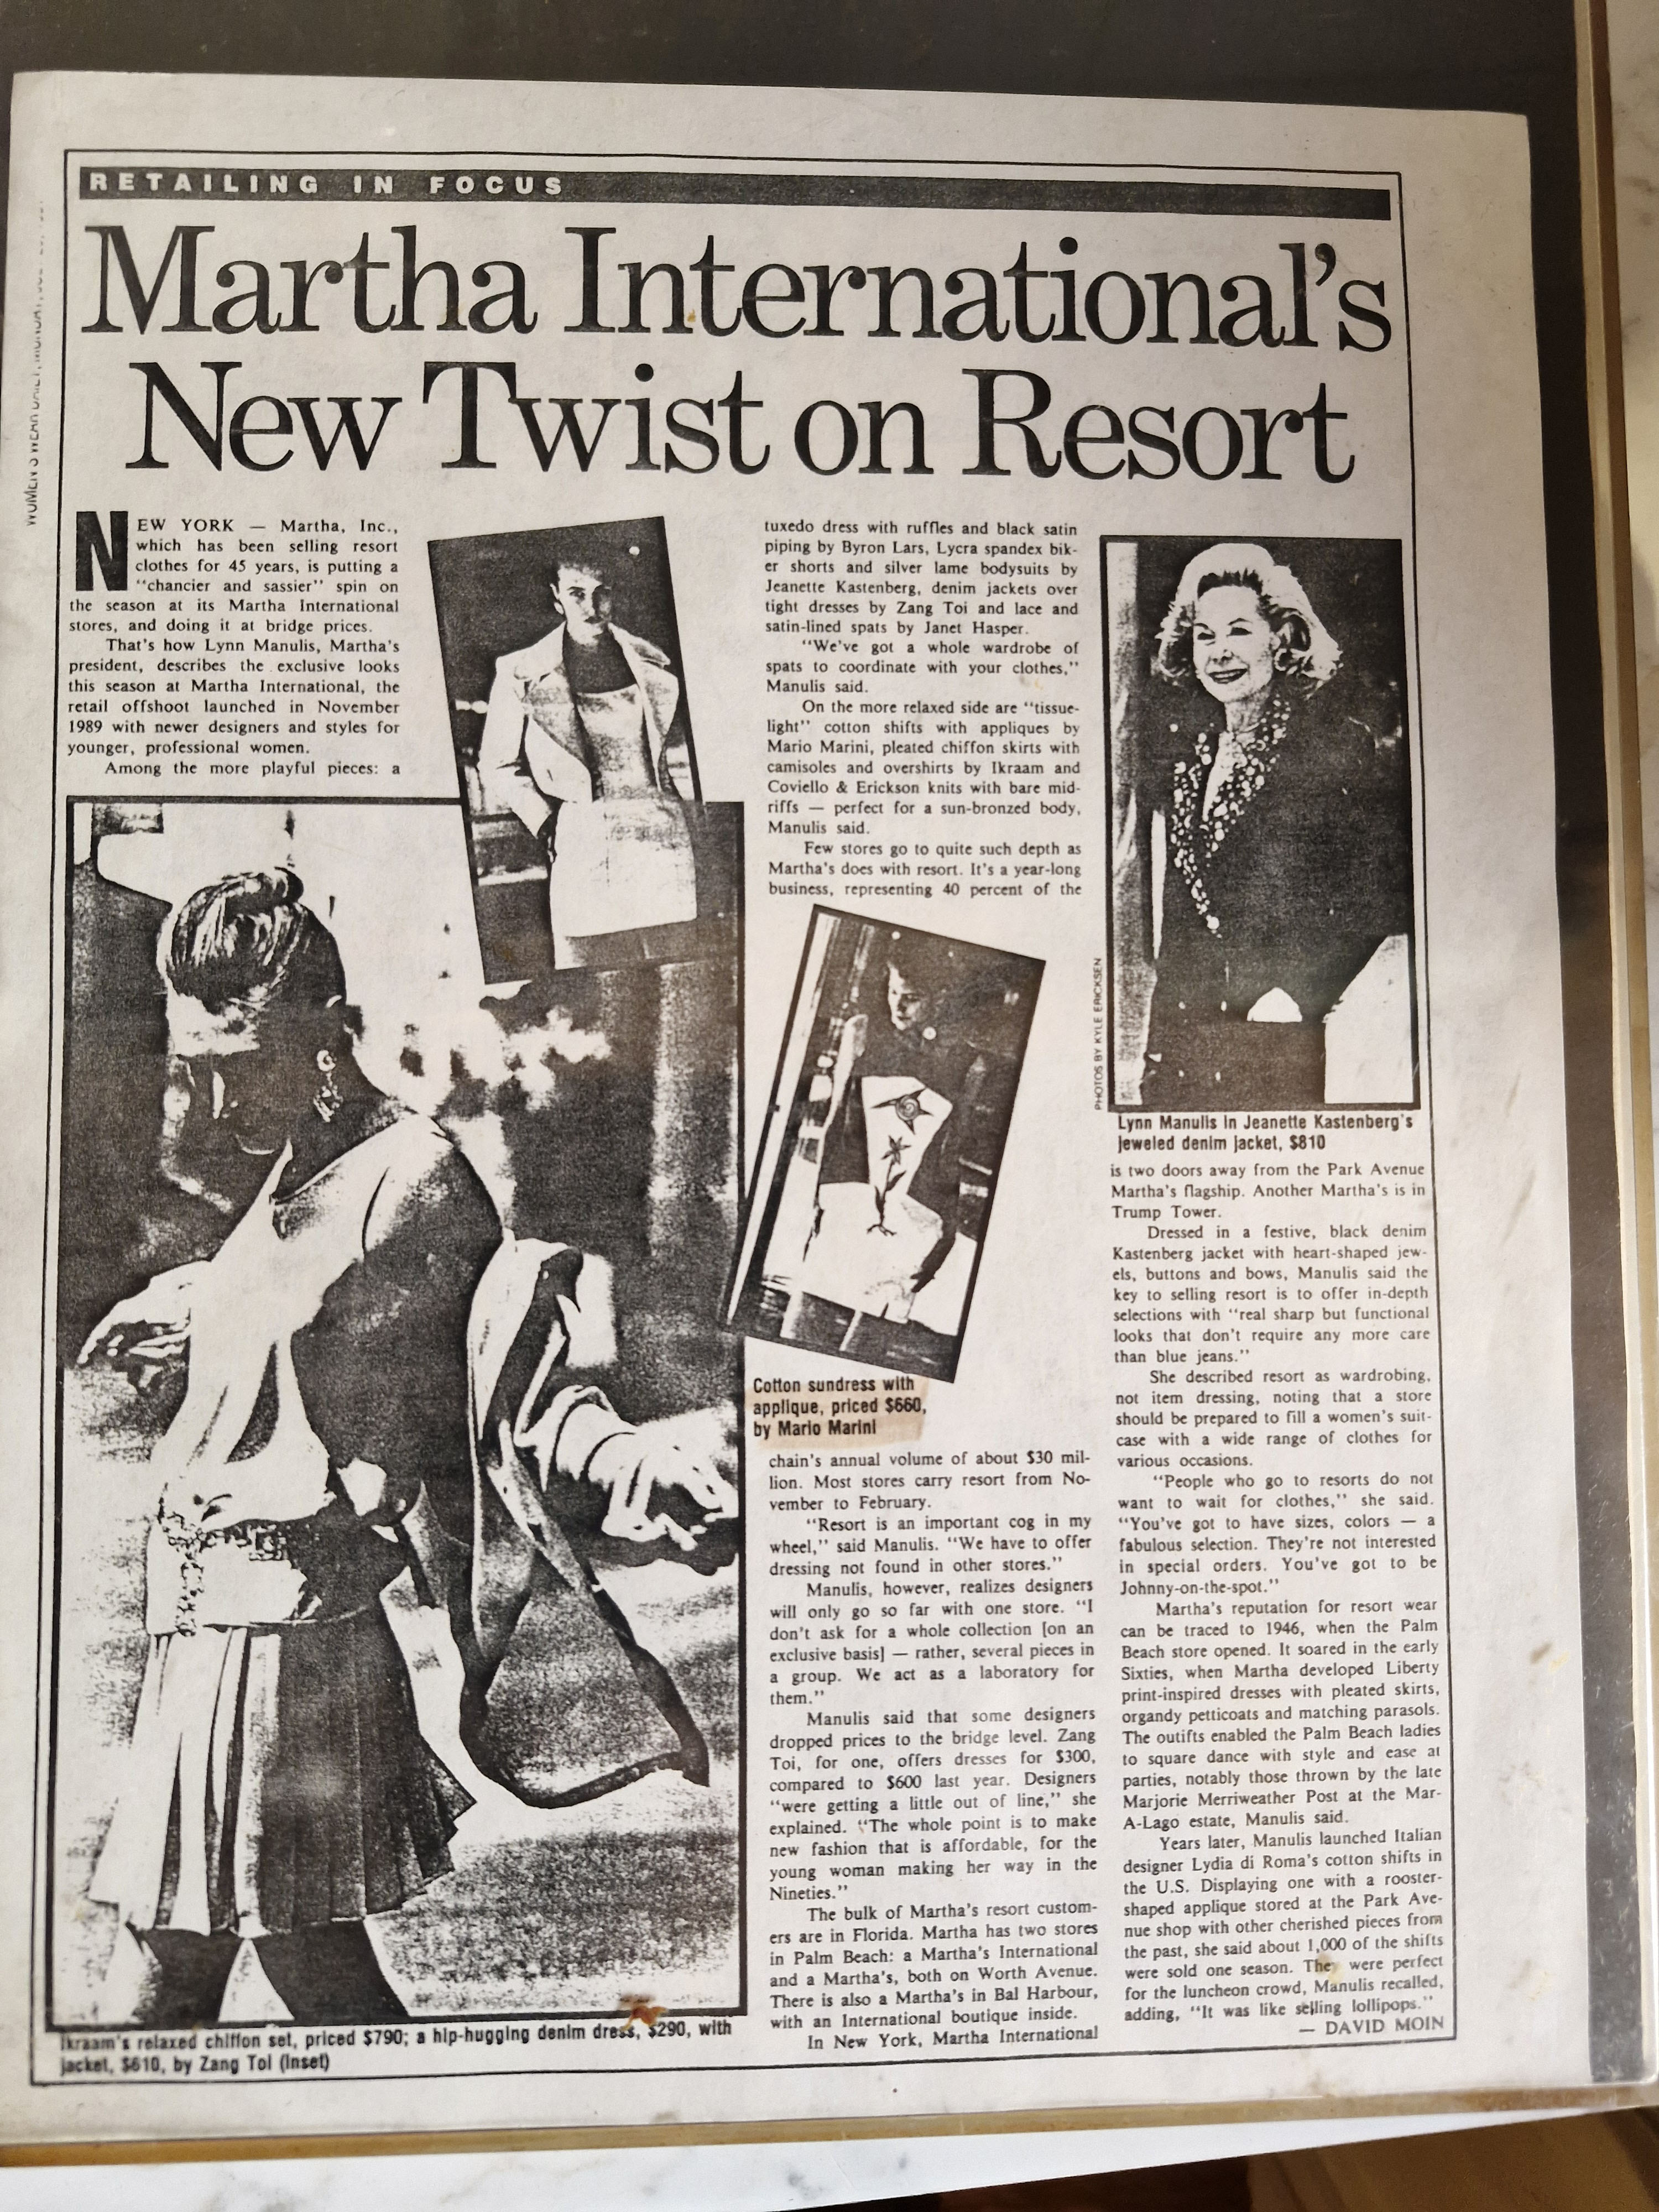 RETAILING IN FOCUS
Martha International's
New Twist on Resort
NEW YORK — Martha, Inc.,
which has been selling resort
clothes for 45 years, is putting a
"chancier and sassier" spin on
the season at its Martha International
stores, and doing it at bridge prices.
That's how Lynn Manulis, Martha's
president, describes the exclusive looks
this season at Martha International, the
retail offshoot launched in November
1989 with newer designers and styles for
younger, professional women.
Among the more playful pieces: a
tuxedo dress with ruffles and black satin
piping by Byron Lars, Lycra spandex bik-
er shorts and silver lame bodysuits by
Jeanette Kastenberg, denim jackets over
tight dresses by Zang Toi and lace and
satin-lined spats by Janet Hasper.
"We've got a whole wardrobe of
spats to coordinate with your clothes,"
Manulis said.
On the more relaxed side are "tissue-
light" cotton shifts with appliques by
Mario Marini, pleated chiffon skirts with
camisoles and overshirts by Ikraam and
Coviello & Erickson knits with bare mid-
riffs — perfect for a sun-bronzed body,
Manulis said.
Few stores go to quite such depth as
Martha's does with resort. It's a year-long
business, representing 40 percent of the
chain's annual volume of about $30 mil-
lion. Most stores carry resort from No-
vember to February.
"Resort is an important cog in my
wheel," said Manulis. "We have to offer
dressing not found in other stores."
Manulis, however, realizes designers
will only go so far with one store. "I
don't ask for a whole collection [on an
exclusive basis] — rather, several pieces in
a group. We act as a laboratory for
them."
Manulis said that some designers
dropped prices to the bridge level. Zang
Toi, for one, offers dresses for $300,
compared to $600 last year. Designers
"were getting a little out of line," she
explained. "The whole point is to make
new fashion that is affordable, for the
young woman making her way in the
Nineties."
The bulk of Martha's resort custom-
ers are in Florida. Martha has two stores
in Palm Beach: a Martha's International
and a Martha's, both on Worth Avenue.
There is also a Martha's in Bal Harbour,
with an International boutique inside.
In New York, Martha International
is two doors away from the Park Avenue
Martha's flagship. Another Martha's is in
Trump Tower.
Dressed in a festive, black denim
Kastenberg jacket with heart-shaped jew-
els, buttons and bows, Manulis said the
key to selling resort is to offer in-depth
selections with "real sharp but functional
looks that don't require any more care
than blue jeans."
She described resort as wardrobing,
not item dressing, noting that a store
should be prepared to fill a women's suit-
case with a wide range of clothes for
various occasions.
"People who go to resorts do not
want to wait for clothes," she said.
"You've got to have sizes, colors — a
fabulous selection. They're not interested
in special orders. You've got to be
Johnny-on-the-spot."
Martha's reputation for resort wear
can be traced to 1946, when the Palm
Beach store opened. It soared in the early
Sixties, when Martha developed Liberty
print-inspired dresses with pleated skirts,
organdy petticoats and matching parasols.
The outifts enabled the Palm Beach ladies
to square dance with style and ease at
parties, notably those thrown by the late
Marjorie Merriweather Post at the Mar-
A-Lago estate, Manulis said.
Years later, Manulis launched Italian
designer Lydia di Roma's cotton shifts in
the U.S. Displaying one with a rooster-
shaped applique stored at the Park Ave-
nue shop with other cherished pieces from
the past, she said about 1,000 of the shifts
were sold one season. They were perfect
for the luncheon crowd, Manulis recalled,
adding, "It was like selling lollipops."
— DAVID MOIN
Ikraam's relaxed chiffon set, priced $790; a hip-hugging denim dress, $290, with
jacket, $610, by Zang Toi (Inset)
Cotton sundress with
applique, priced $660,
by Mario Marini
PHOTOS BY KYLE ERICKSEN
Lynn Manulis in Jeanette Kastenberg's
jeweled denim jacket, $810
WOMEN'S WEAR DAILY, MONDAY,